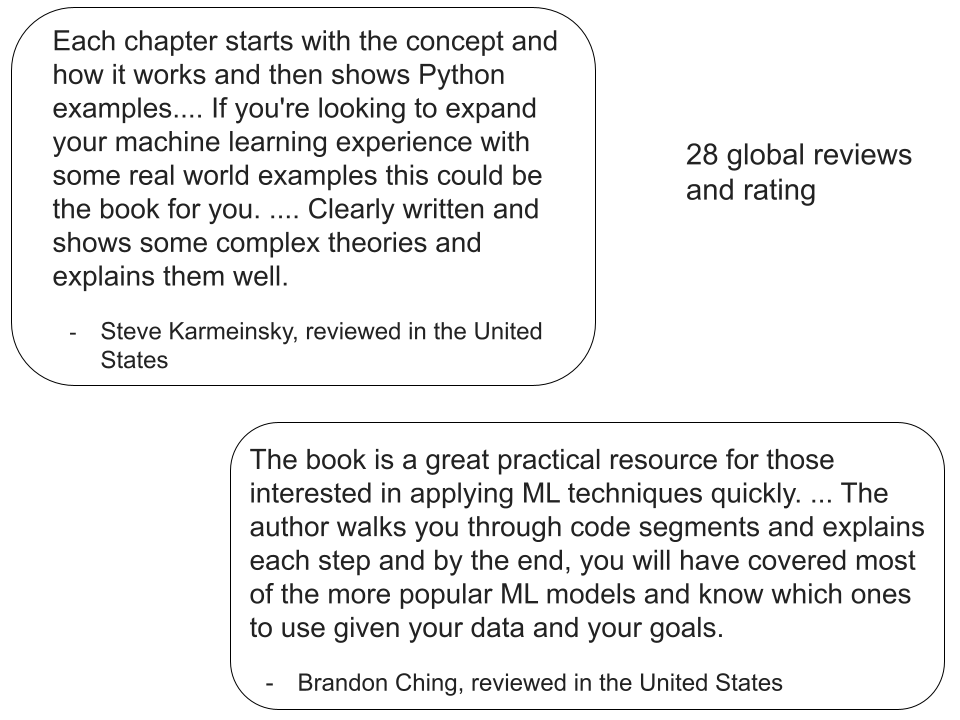 Each chapter starts with the concept and
how it works and then shows Python
examples.... If you're looking to expand
your machine learning experience with
some real world examples this could be
the book for you. .... Clearly written and
shows some complex theories and
explains them well.
- Steve Karmeinsky, reviewed in the United
States
28 global reviews
and rating
The book is a great practical resource for those
interested in applying ML techniques quickly. ... The
author walks you through code segments and explains
each step and by the end, you will have covered most
of the more popular ML models and know which ones
to use given your data and your goals.
- Brandon Ching, reviewed in the United States